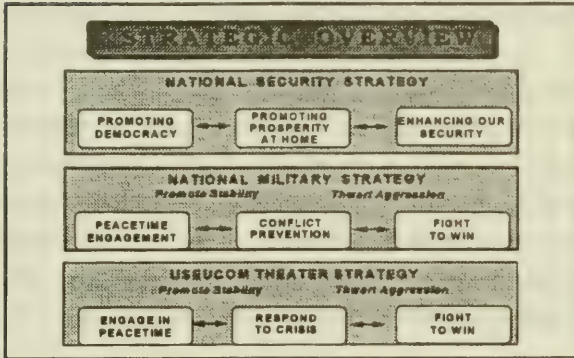 STRATEGIC OVERVIEW
NATIONAL SECURITY STRATEGY
PROMOTING
DEMOCRACY
PROMOTING
PROSPERITY
AT HOME
ENHANCING OUR
SECURITY
NATIONAL MILITARY STRATEGY
Promote Stability Thwart Aggression
PEACETIME
ENGAGEMENT
CONFLICT
PREVENTION
FIGHT
TO WIN
USEUCOM THEATER STRATEGY
Promote Stability Thwart Aggression
ENGAGE IN
PEACETIME
RESPOND
TO CRISIS
FIGHT
TO WIN